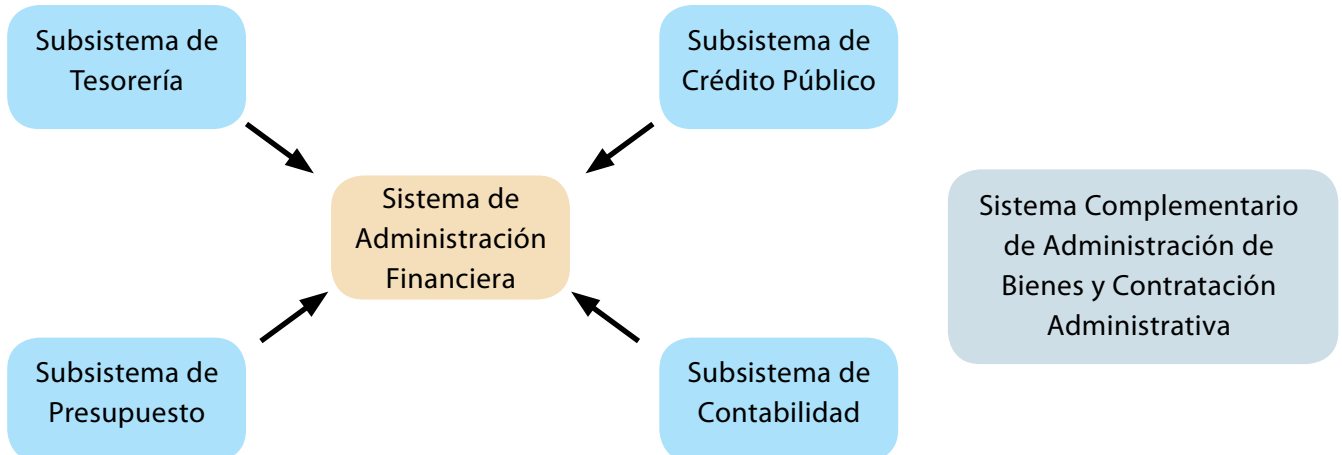 Subsistema de
Tesorería
Subsistema de
Crédito Público
Sistema de
Administración
Financiera
Sistema Complementario
de Administración de
Bienes y Contratación
Administrativa
Subsistema de
Presupuesto
Subsistema de
Contabilidad